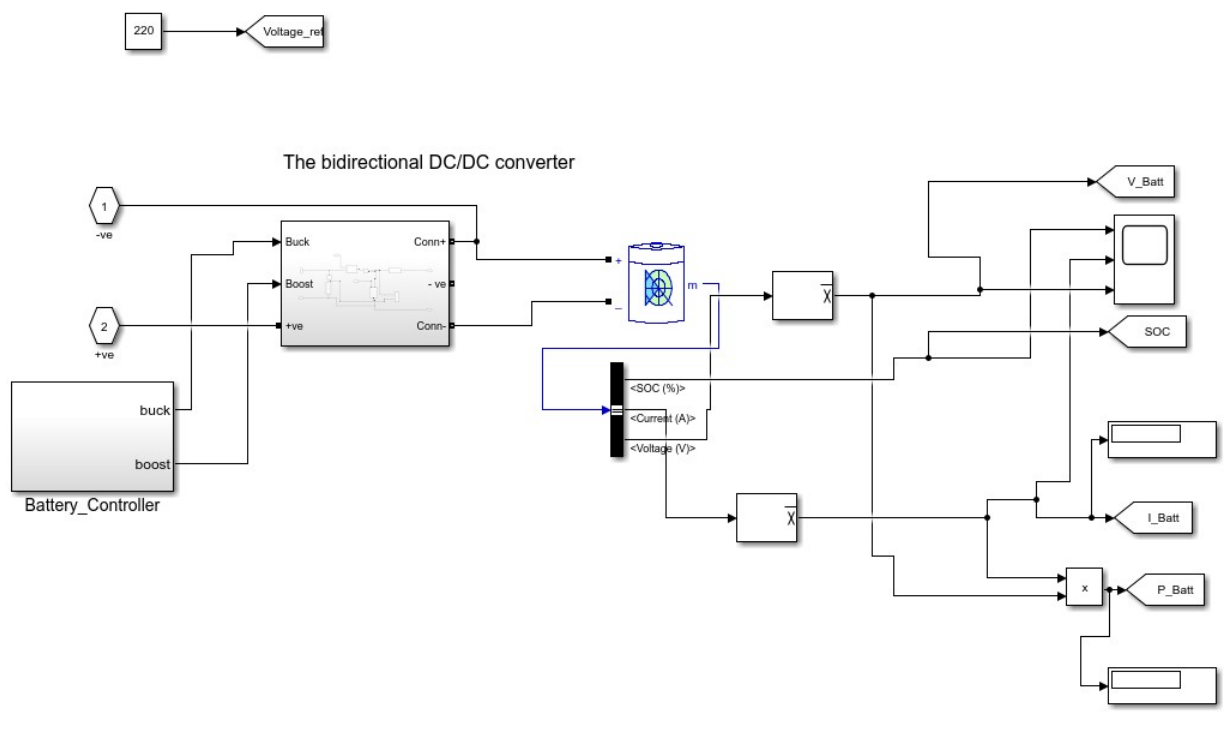 220
Voltage_ref
The bidirectional DC/DC converter
1
-ve
2
+ve
Buck
Boost
+ve
Conn+
- ve
Conn-
buck
boost
Battery_Controller
+
_
m
<SOC (%)>
<Current (A)>
<Voltage (V)>
X
X
V_Batt
SOC
I_Batt
x
P_Batt